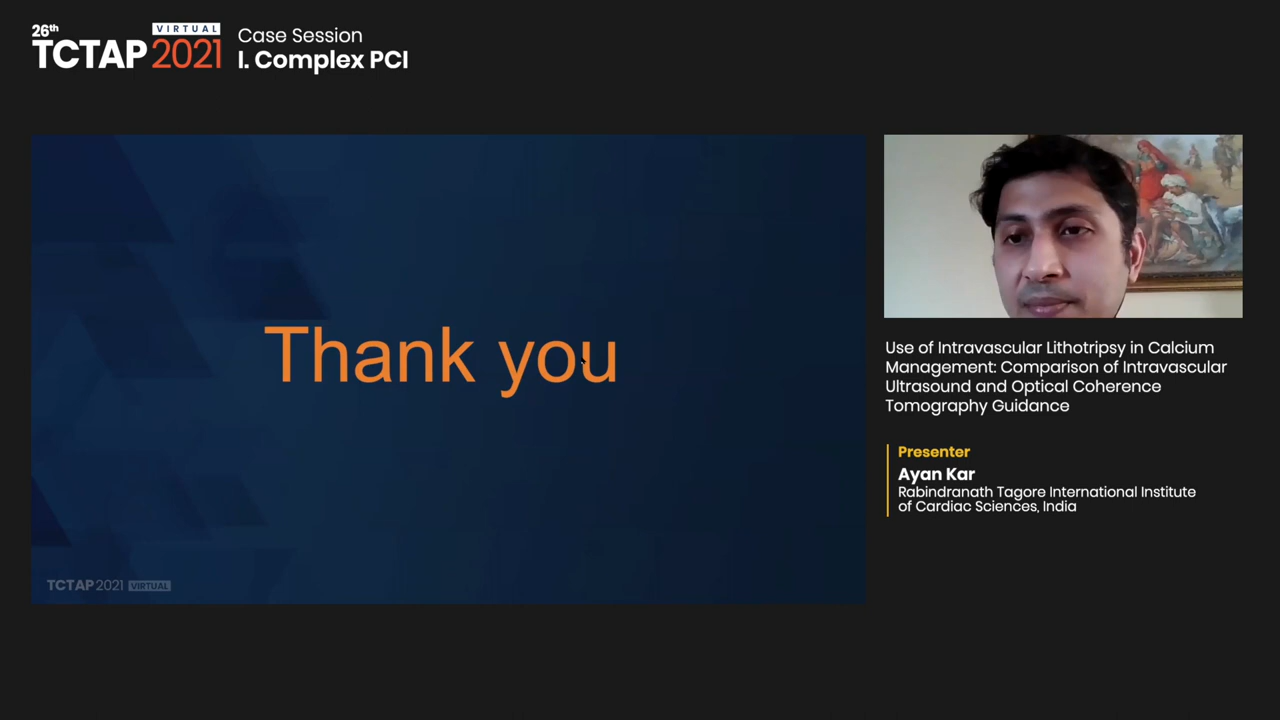 26th
VIRTUAL
TCTAP 2021
Case Session
I. Complex PCI
Thank you
TCTAP 2021 VIRTUAL
Use of Intravascular Lithotripsy in Calcium
Management: Comparison of Intravascular
Ultrasound and Optical Coherence
Tomography Guidance
Presenter
Ayan Kar
Rabindranath Tagore International Institute
of Cardiac Sciences, India